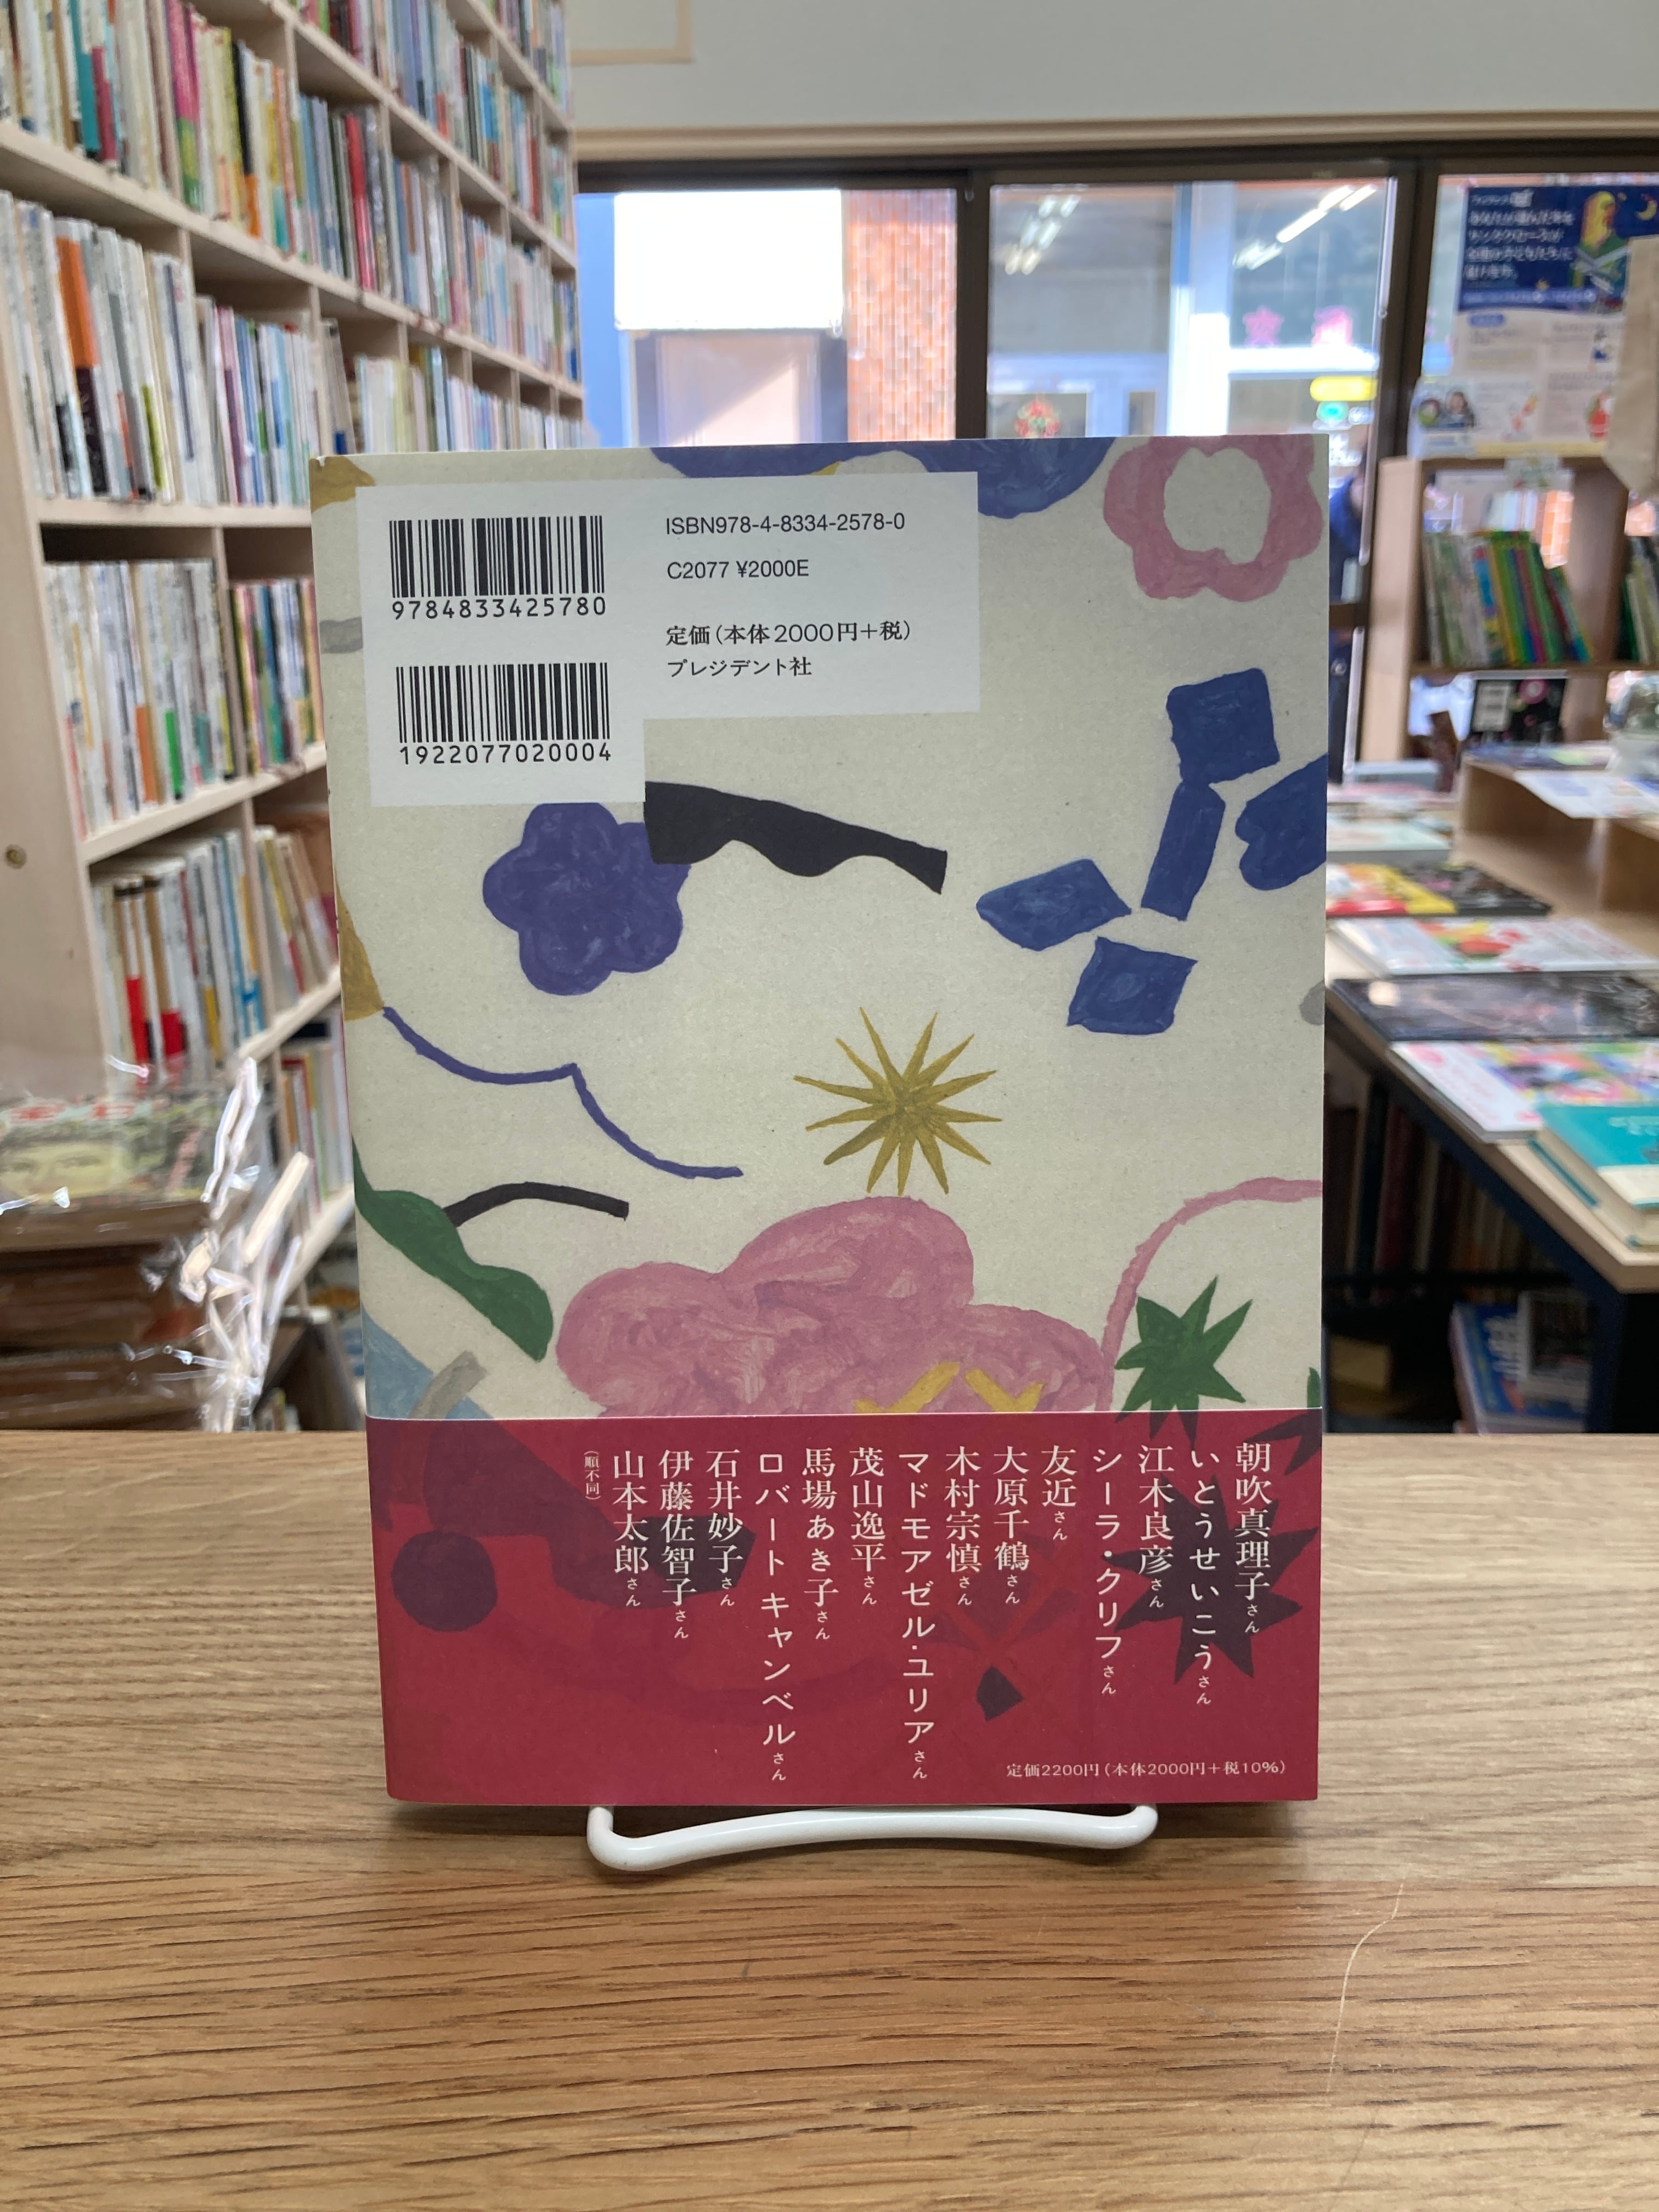 ISBN978-4-8334-2578-0
C2077 ¥2000E
定価（本体2000円＋税）
プレジデント社
9784833425780
1922077020004
朝吹真理子さん
いとうせいこうさん
江木良彦さん
シーラ・クリフさん
友近さん
大原千鶴さん
木村宗慎さん
マドモアゼル・ユリアさん
茂山逸平さん
馬場あき子さん
ロバート キャンベルさん
石井妙子さん
伊藤佐智子さん
山本太郎さん
（順不同）
定価2200円（本体2000円＋税10%）